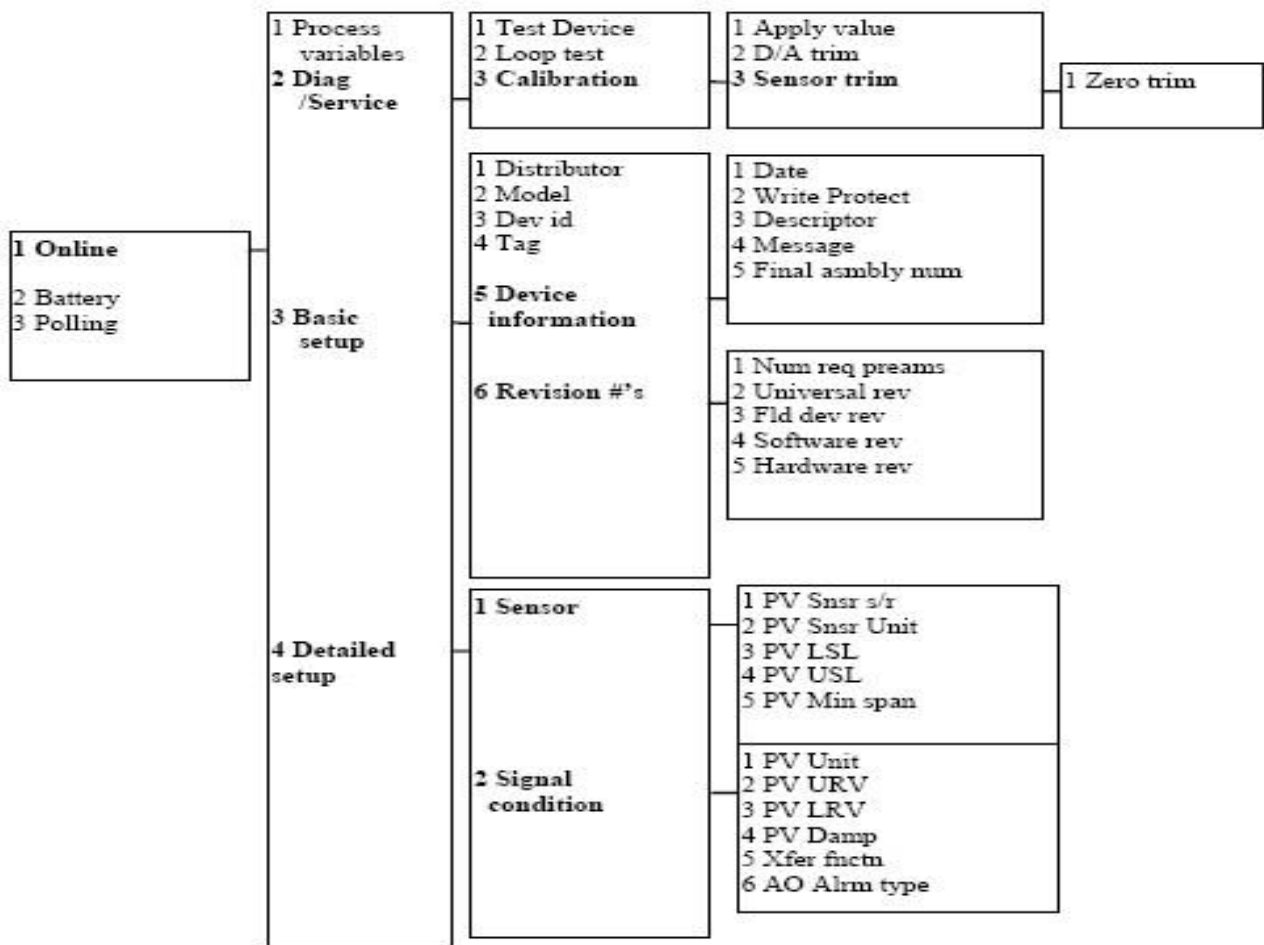 1 Online
2 Battery
3 Polling
1 Process
variables
2 Diag
/Service
3 Basic
setup
4 Detailed
setup
1 Test Device
2 Loop test
3 Calibration
1 Apply value
2 D/A trim
3 Sensor trim
1 Zero trim
1 Distributor
2 Model
3 Dev id
4 Tag
5 Device
information
6 Revision #'s
1 Date
2 Write Protect
3 Descriptor
4 Message
5 Final asmbly num
1 Num req preams
2 Universal rev
3 Fld dev rev
4 Software rev
5 Hardware rev
1 Sensor
2 Signal
condition
1 PV Snsr s/r
2 PV Snsr Unit
3 PV LSL
4 PV USL
5 PV Min span
1 PV Unit
2 PV URV
3 PV LRV
4 PV Damp
5 Xfer fnctn
6 AO Alrm type